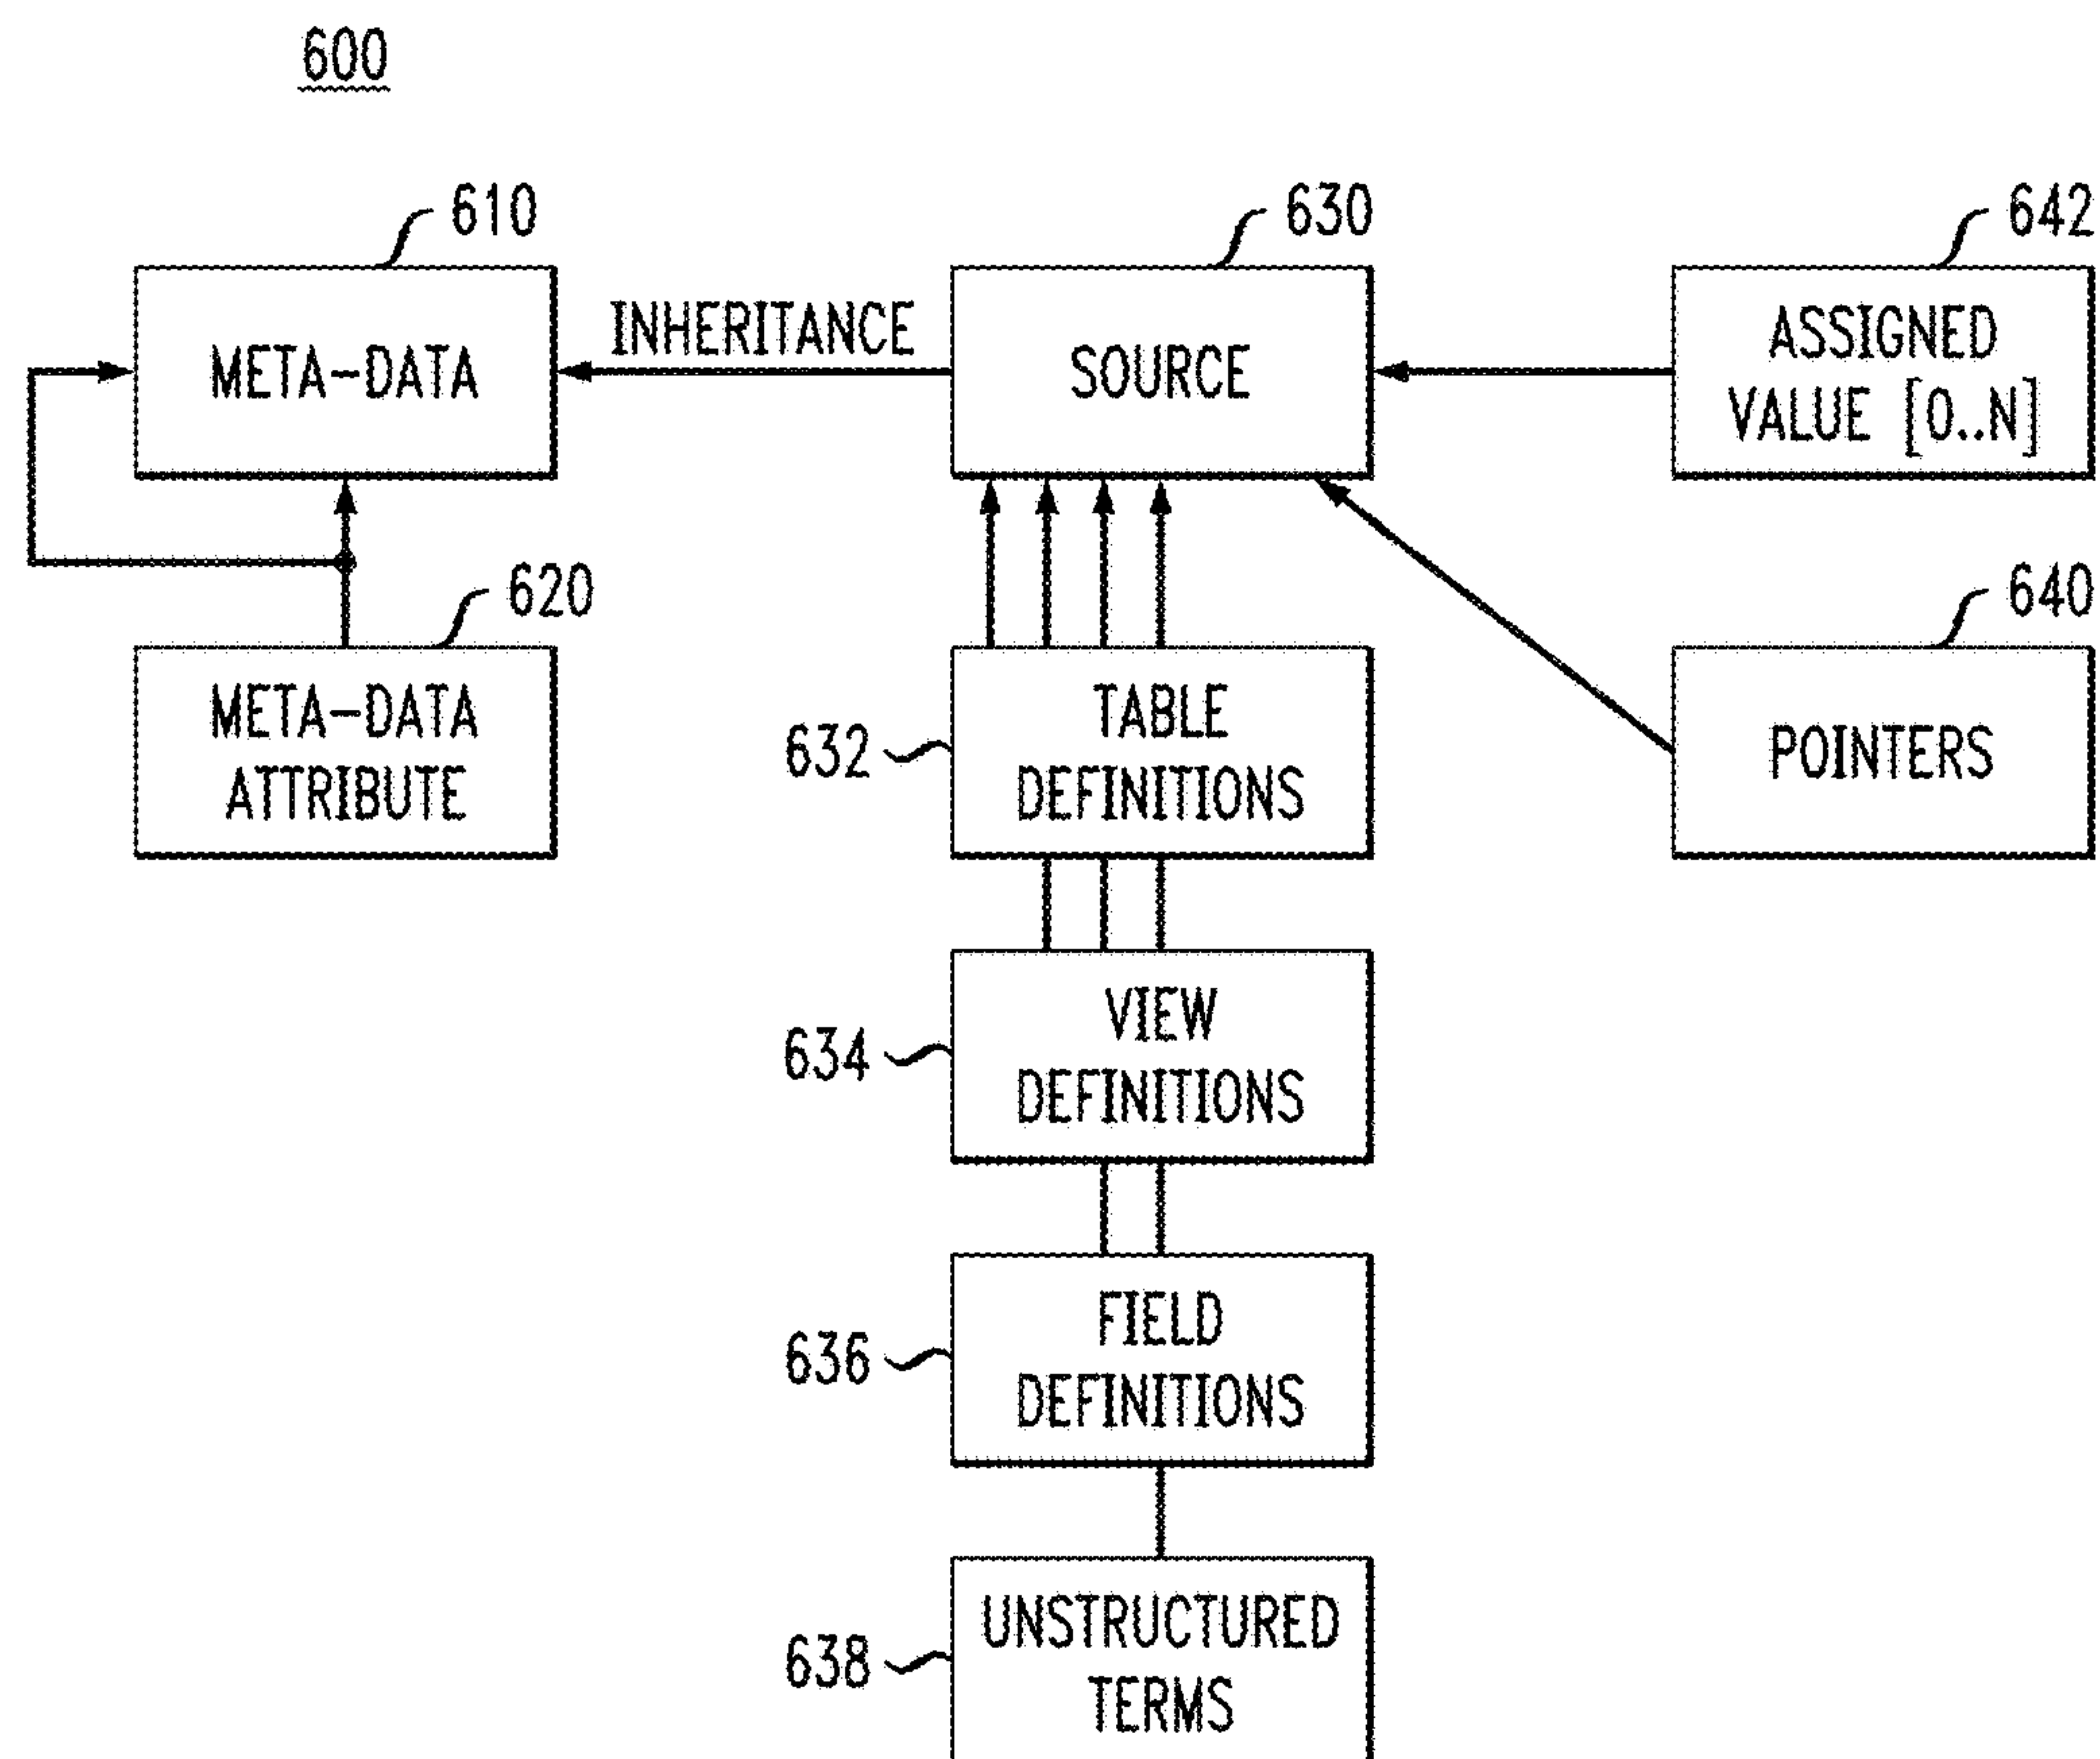 600
610
630
642
META-DATA
INHERITANCE
SOURCE
ASSIGNED
VALUE [0..N]
620
640
META-DATA
ATTRIBUTE
632
TABLE
DEFINITIONS
POINTERS
634
VIEW
DEFINITIONS
636
FIELD
DEFINITIONS
638
UNSTRUCTURED
TERMS